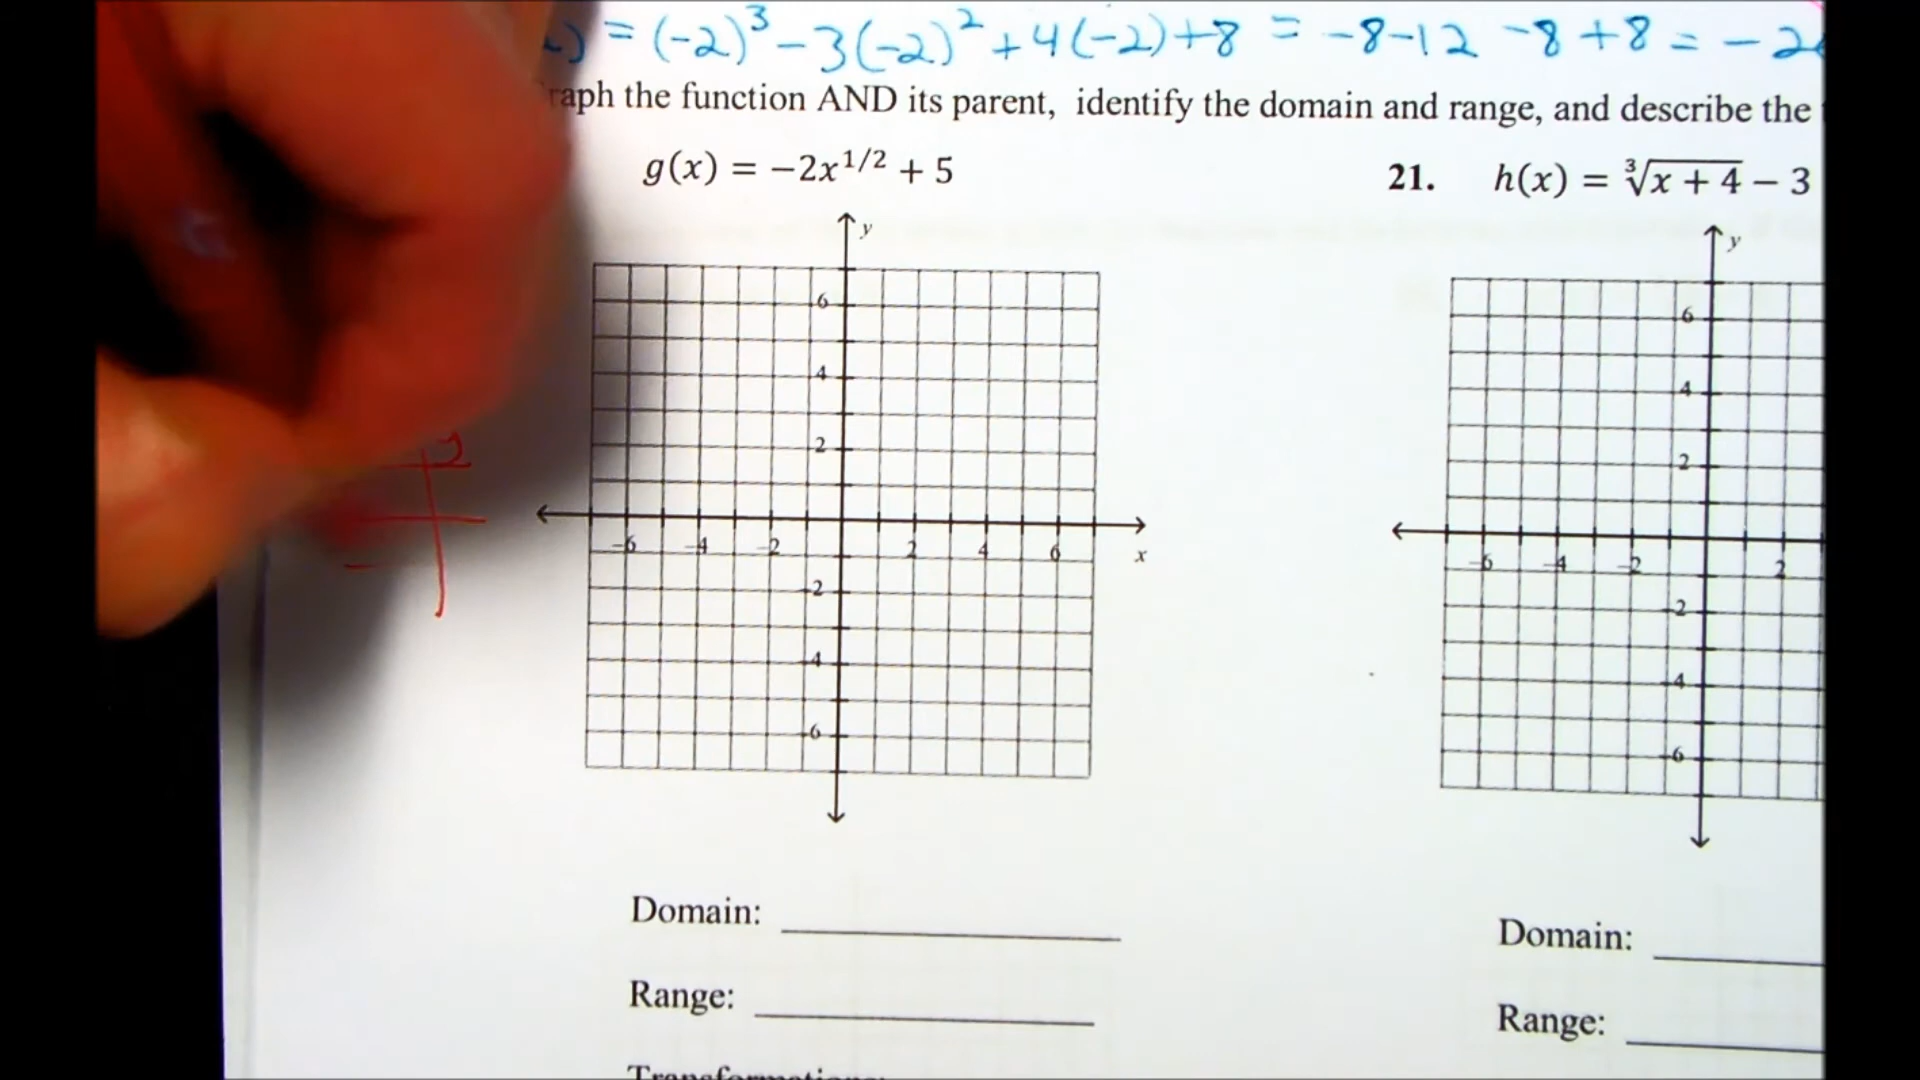 = (-2)³ - 3(-2)² + 4(-2) + 8 = -8 - 12 - 8 + 8 =
the function AND its parent, identify the domain and range, and describe the
g(x) = −2x^{1/2} + 5
21. h(x) = ∛(x + 4) − 3
y
6
4
2
-6 -4 -2 2 4 6
x
-2
-4
-6
y
6
4
2
-6 -4 -2 2
-2
-4
-6
Domain:
Range:
Domain:
Range: